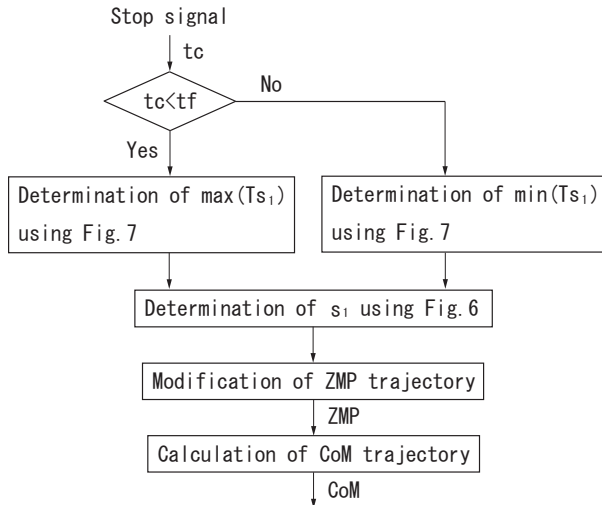 Stop signal
tc
tc<tf
No
Yes
Determination of max(Ts₁)
using Fig.7
Determination of min(Ts₁)
using Fig.7
Determination of s₁ using Fig.6
Modification of ZMP trajectory
ZMP
Calculation of CoM trajectory
CoM